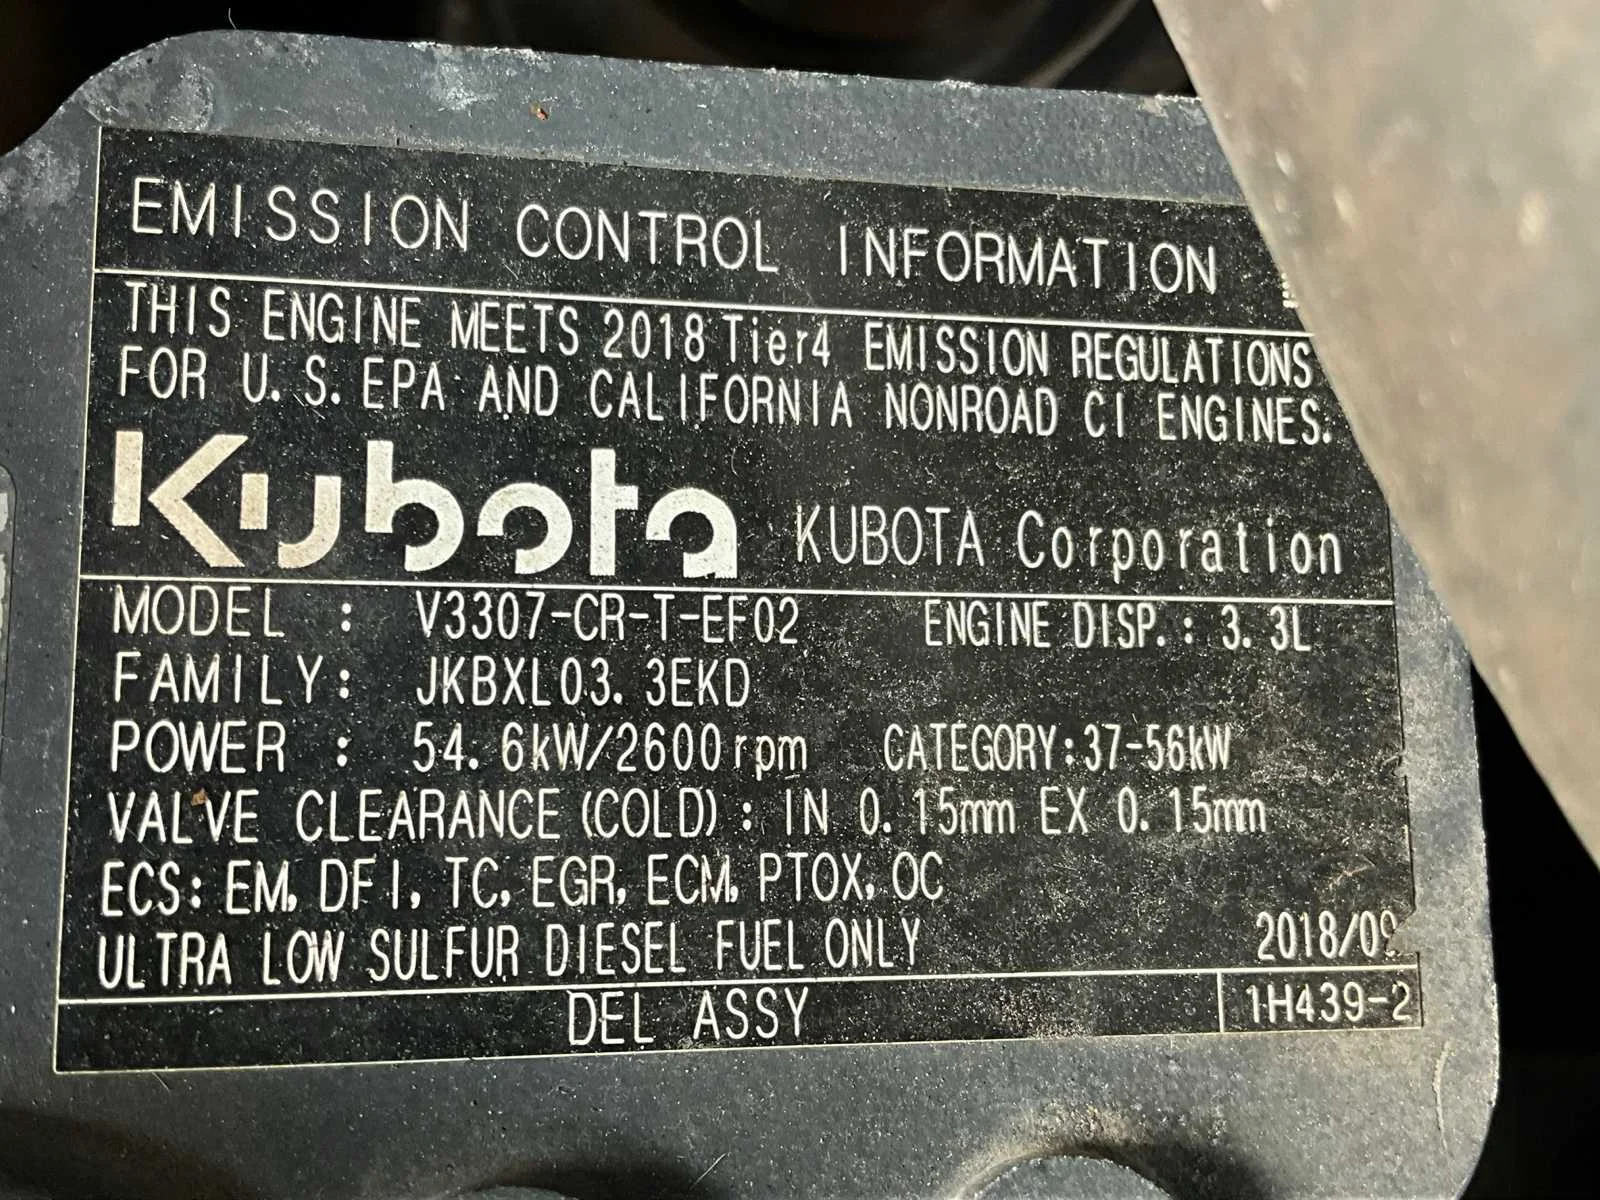 EMISSION CONTROL INFORMATION
THIS ENGINE MEETS 2018 Tier4 EMISSION REGULATIONS
FOR U.S.EPA AND CALIFORNIA NONROAD CI ENGINES.
Kubota KUBOTA Corporation
MODEL : V3307-CR-T-EF02 ENGINE DISP.: 3.3L
FAMILY: JKBXL03.3EKD
POWER : 54.6kW/2600rpm CATEGORY:37-56kW
VALVE CLEARANCE(COLD): IN 0.15mm EX 0.15mm
ECS: EM, DFI, TC, EGR, ECM, PTOX, OC
ULTRA LOW SULFUR DIESEL FUEL ONLY 2018/09
DEL ASSY 1H439-2